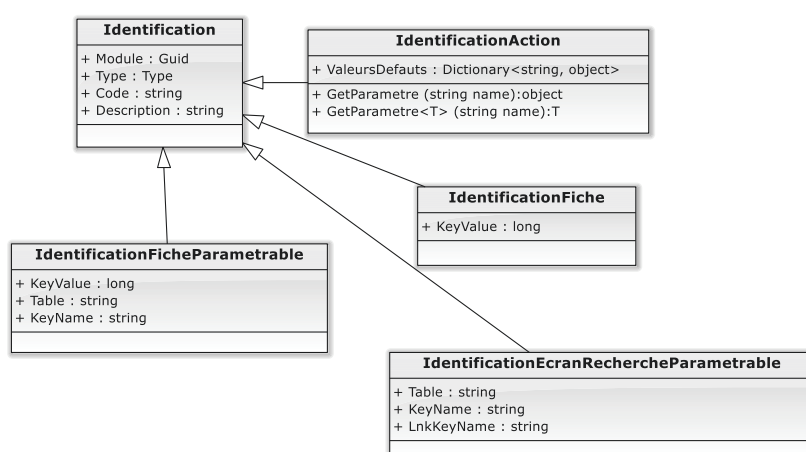 Identification
+ Module : Guid
+ Type : Type
+ Code : string
+ Description : string
IdentificationAction
+ ValeursDefauts : Dictionary<string, object>
+ GetParametre (string name):object
+ GetParametre<T> (string name):T
IdentificationFiche
+ KeyValue : long
IdentificationFicheParametrable
+ KeyValue : long
+ Table : string
+ KeyName : string
IdentificationEcranRechercheParametrable
+ Table : string
+ KeyName : string
+ LnkKeyName : string